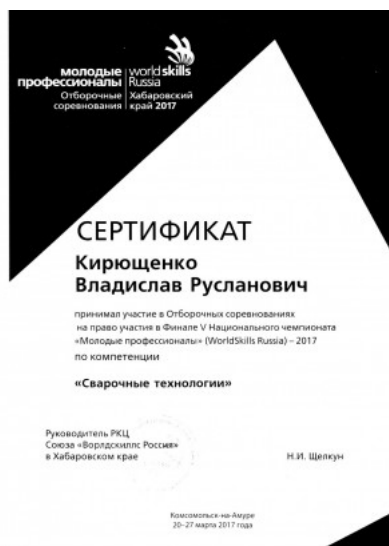 молодые профессионалы
Отборочные соревнования
worldskills Russia
Хабаровский край 2017
СЕРТИФИКАТ
Кирющенко
Владислав Русланович
принимал участие в Отборочных соревнованиях
на право участия в Финале V Национального чемпионата
«Молодые профессионалы» (WorldSkills Russia) – 2017
по компетенции
«Сварочные технологии»
Руководитель РКЦ
Союза «Ворлдскиллс Россия»
в Хабаровском крае
Н.И. Щелкун
Комсомольск-на-Амуре
20–27 марта 2017 года